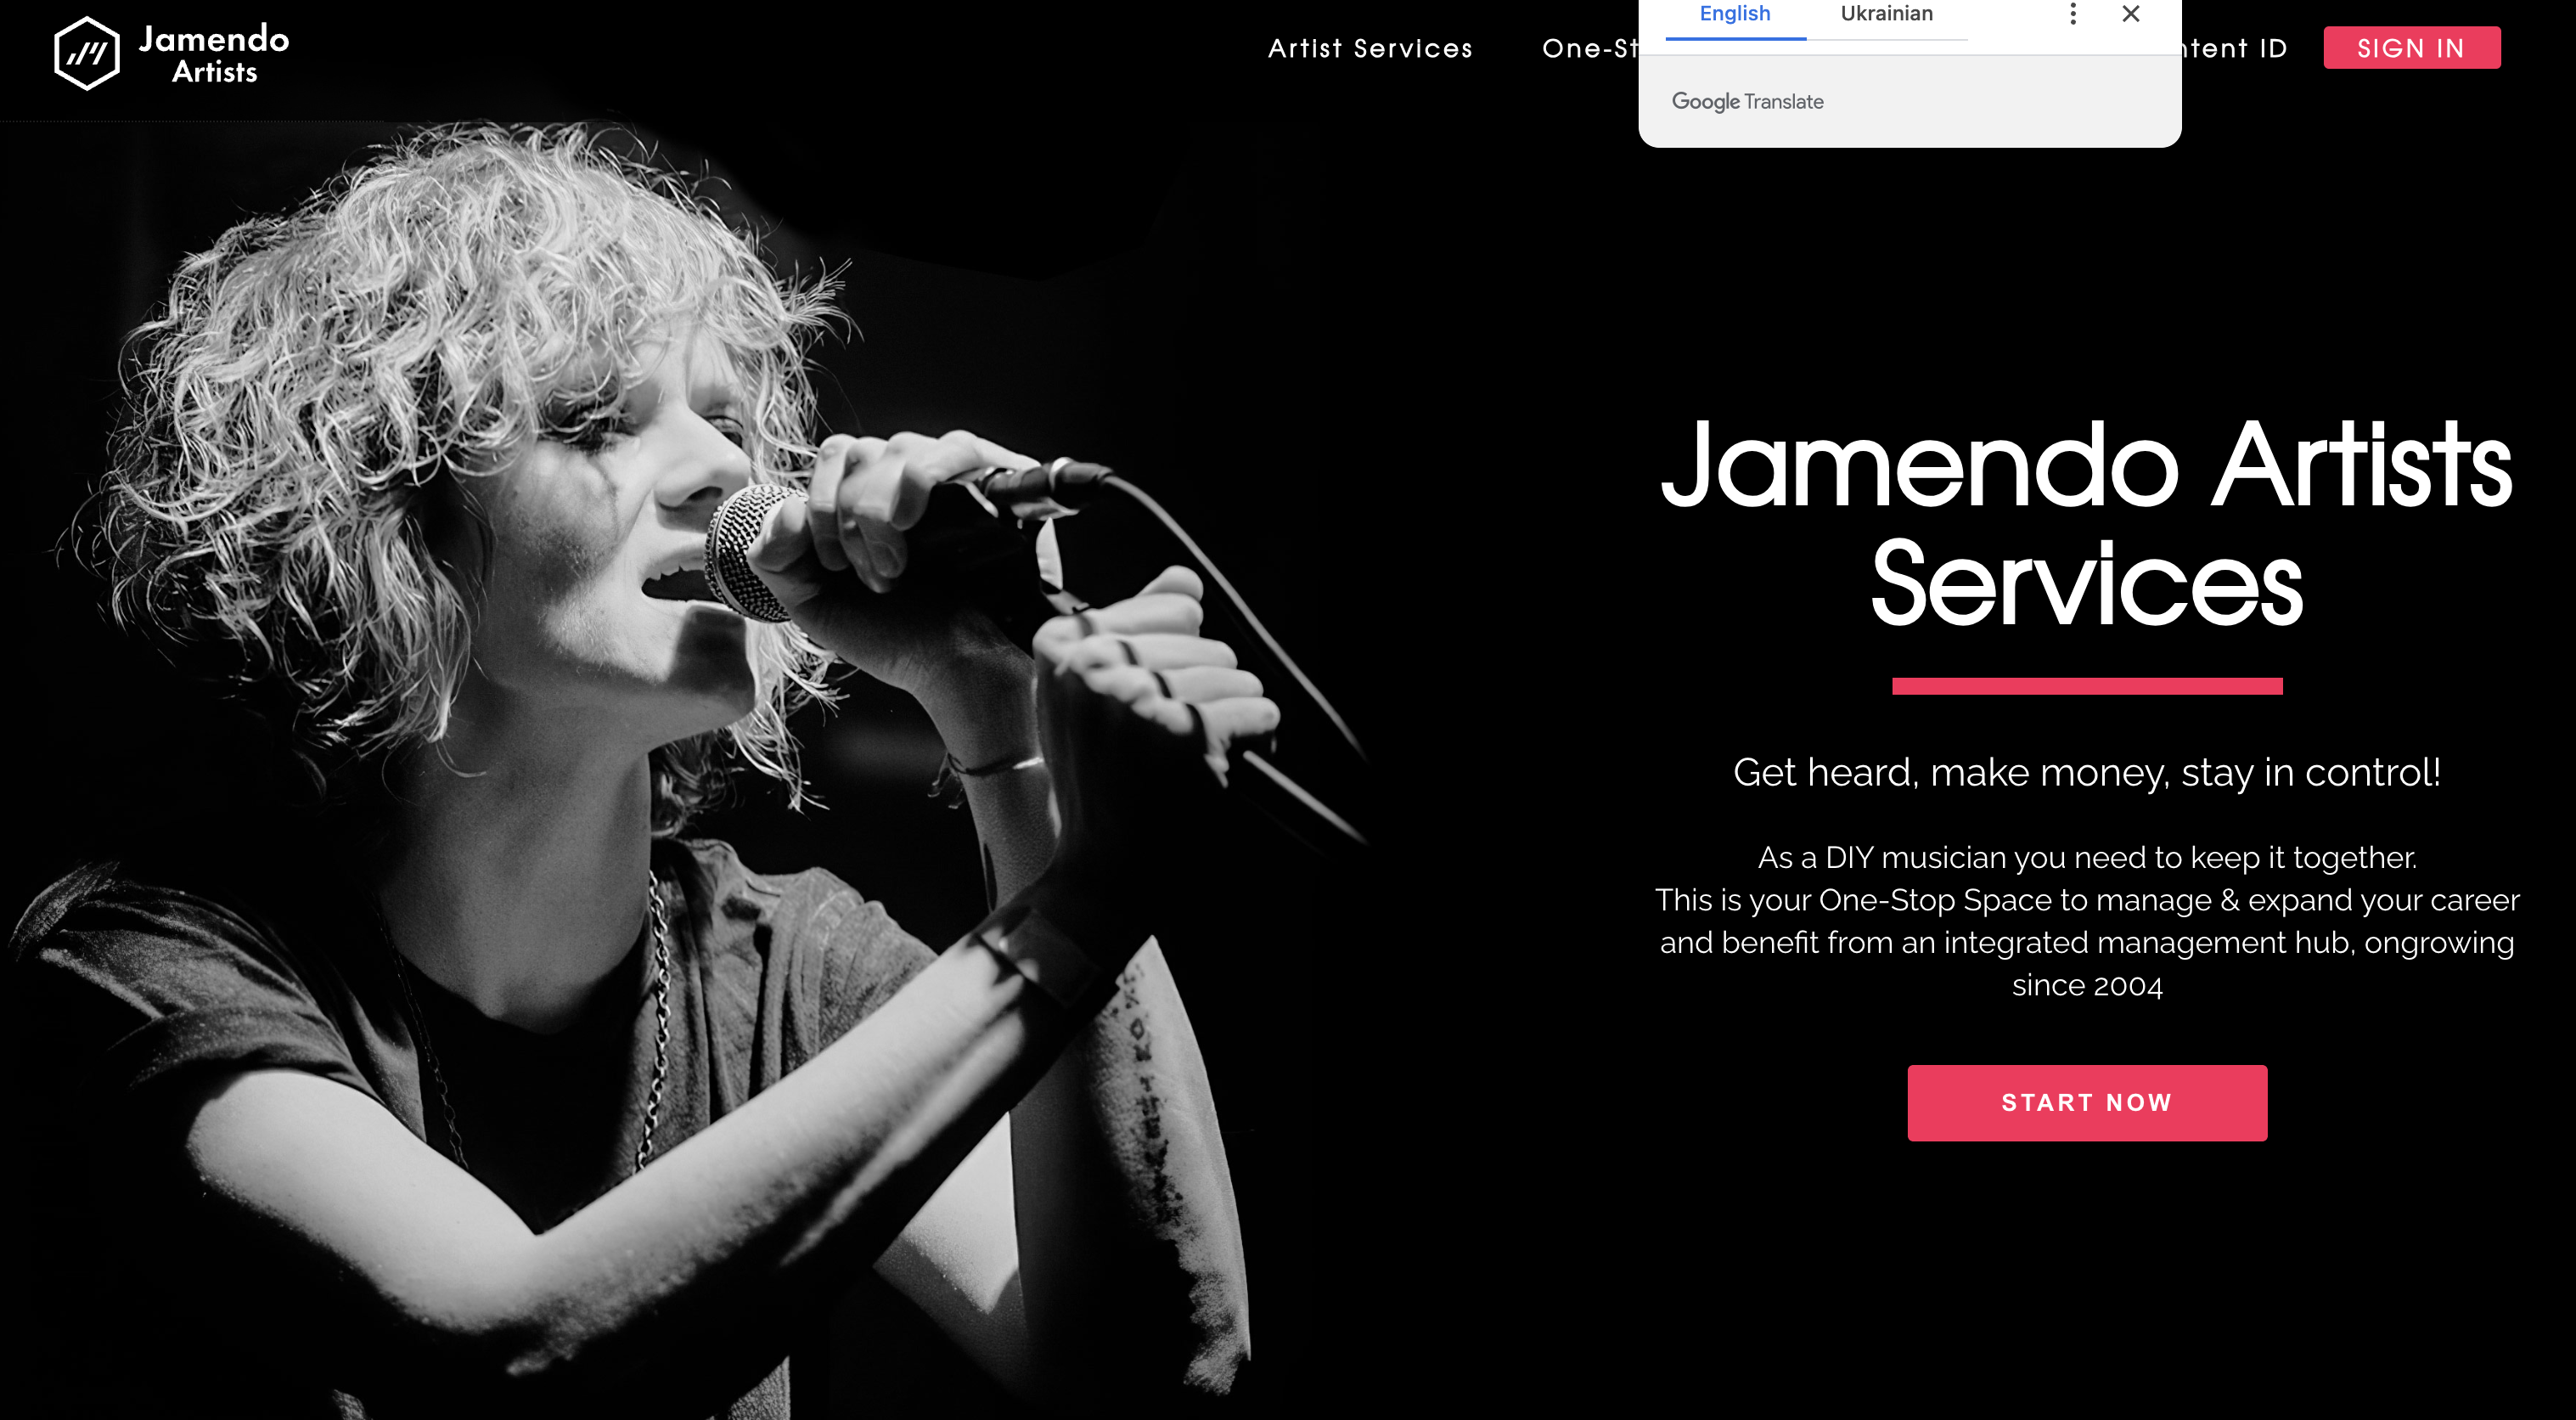 Jamendo
Artists
Artist Services
One-St
ntent ID
SIGN IN
English
Ukrainian
Google Translate
Jamendo Artists
Services
Get heard, make money, stay in control!
As a DIY musician you need to keep it together.
This is your One-Stop Space to manage & expand your career
and benefit from an integrated management hub, ongrowing
since 2004
START NOW